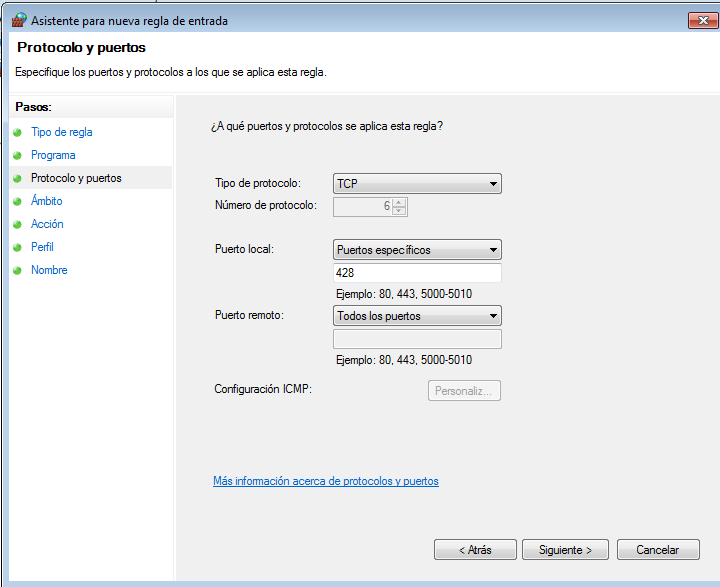 Asistente para nueva regla de entrada
Protocolo y puertos
Especifique los puertos y protocolos a los que se aplica esta regla.
Pasos:
Tipo de regla
Programa
Protocolo y puertos
Ámbito
Acción
Perfil
Nombre
¿A qué puertos y protocolos se aplica esta regla?
Tipo de protocolo: TCP
Número de protocolo: 6
Puerto local: Puertos específicos
428
Ejemplo: 80, 443, 5000-5010
Puerto remoto: Todos los puertos
Ejemplo: 80, 443, 5000-5010
Configuración ICMP: Personaliz...
Más información acerca de protocolos y puertos
< Atrás Siguiente > Cancelar